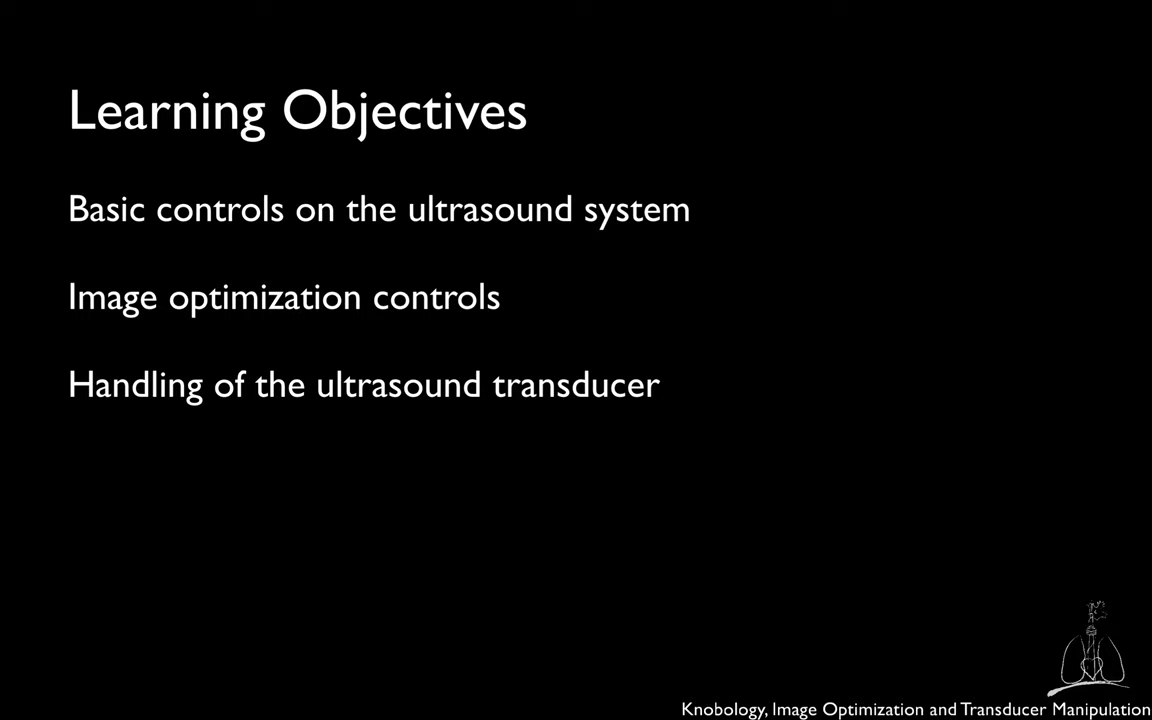 Learning Objectives
Basic controls on the ultrasound system
Image optimization controls
Handling of the ultrasound transducer
Knobology, Image Optimization and Transducer Manipulation